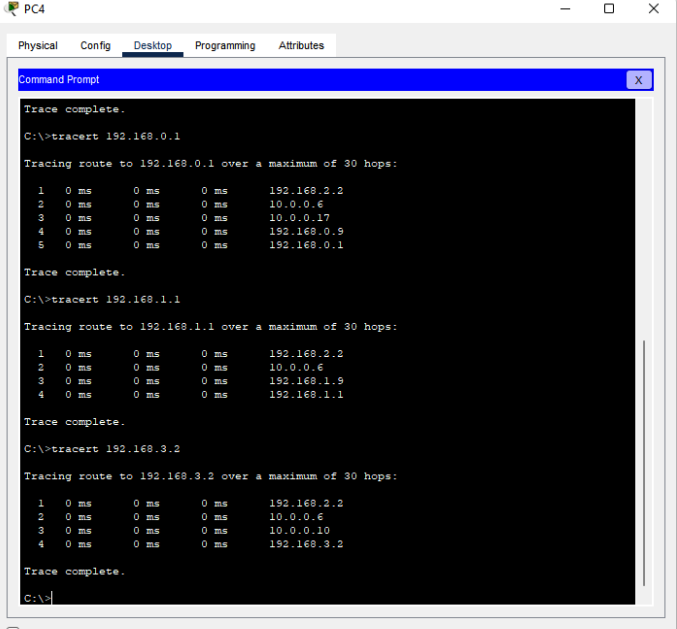 PC4
Physical Config Desktop Programming Attributes
Command Prompt
X
Trace complete.
C:\>tracert 192.168.0.1
Tracing route to 192.168.0.1 over a maximum of 30 hops:
1 0 ms 0 ms 0 ms 192.168.2.2
2 0 ms 0 ms 0 ms 10.0.0.6
3 0 ms 0 ms 0 ms 10.0.0.17
4 0 ms 0 ms 0 ms 192.168.0.9
5 0 ms 0 ms 0 ms 192.168.0.1
Trace complete.
C:\>tracert 192.168.1.1
Tracing route to 192.168.1.1 over a maximum of 30 hops:
1 0 ms 0 ms 0 ms 192.168.2.2
2 0 ms 0 ms 0 ms 10.0.0.6
3 0 ms 0 ms 0 ms 192.168.1.9
4 0 ms 0 ms 0 ms 192.168.1.1
Trace complete.
C:\>tracert 192.168.3.2
Tracing route to 192.168.3.2 over a maximum of 30 hops:
1 0 ms 0 ms 0 ms 192.168.2.2
2 0 ms 0 ms 0 ms 10.0.0.6
3 0 ms 0 ms 0 ms 10.0.0.10
4 0 ms 0 ms 0 ms 192.168.3.2
Trace complete.
C:\>